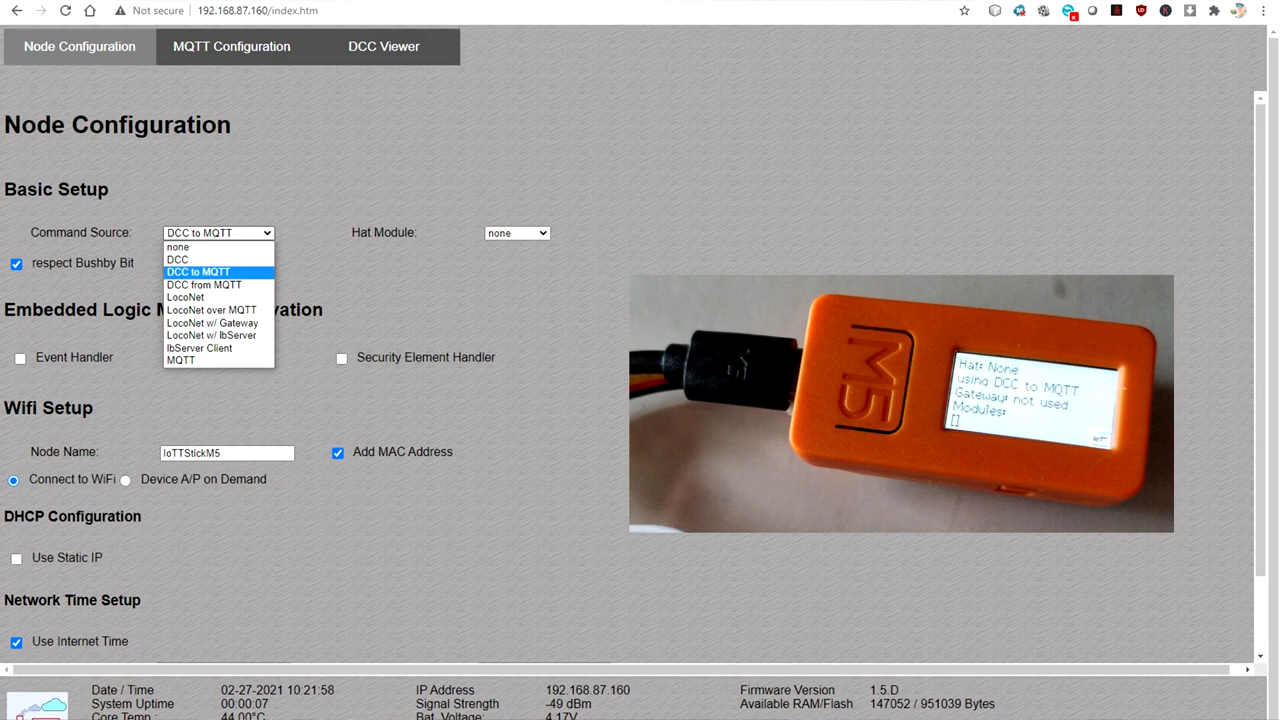 Not secure | 192.168.87.160/index.htm
Node Configuration MQTT Configuration DCC Viewer
Node Configuration
Basic Setup
Command Source: DCC to MQTT Hat Module: none
none
DCC
DCC to MQTT
DCC from MQTT
LocoNet
LocoNet over MQTT
LocoNet w/ Gateway
LocoNet w/ lbServer
lbServer Client
MQTT
respect Bushby Bit
Embedded Logic M vation
Event Handler Security Element Handler
Wifi Setup
Node Name: IoTTStickM5 Add MAC Address
Connect to WiFi Device A/P on Demand
DHCP Configuration
Use Static IP
Network Time Setup
Use Internet Time
M5
Hat: None
using DCC to MQTT
Gateway: not used
Modules:
[]
Date / Time 02-27-2021 10:21:58 IP Address 192.168.87.160 Firmware Version 1.5.D
System Uptime 00:00:07 Signal Strength -49 dBm Available RAM/Flash 147052 / 951039 Bytes
Core Temp.: 44.00°C Bat. Voltage: 4.17V